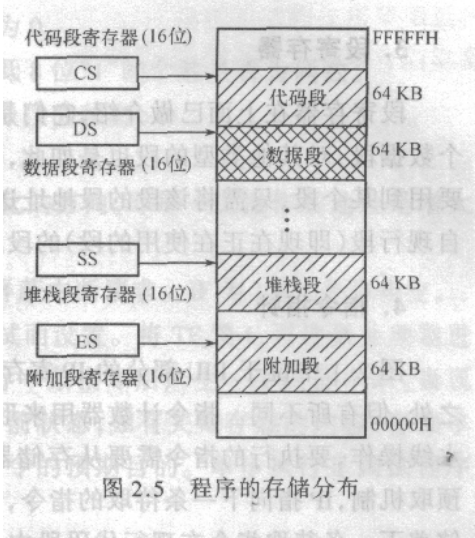 代码段寄存器(16位)
FFFFFH
CS
代码段
64 KB
DS
数据段
64 KB
数据段寄存器(16位)
SS
堆栈段
64 KB
堆栈段寄存器(16位)
ES
附加段
64 KB
附加段寄存器(16位)
00000H
图 2.5 程序的存储分布